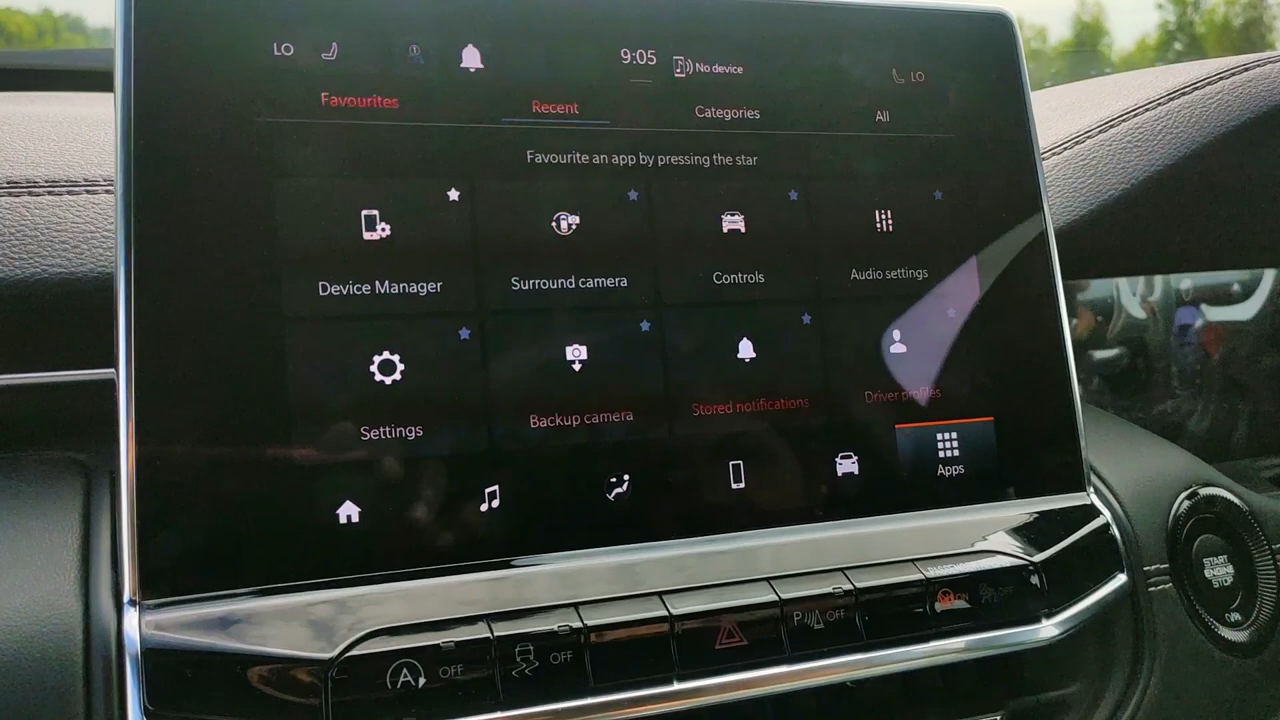 LO
9:05
No device
LO
Favourites
Recent
Categories
All
Favourite an app by pressing the star
Device Manager
Surround camera
Controls
Audio settings
Settings
Backup camera
Stored notifications
Driver profiles
Apps
A OFF
OFF
P OFF
ON
OFF
START
ENGINE
STOP